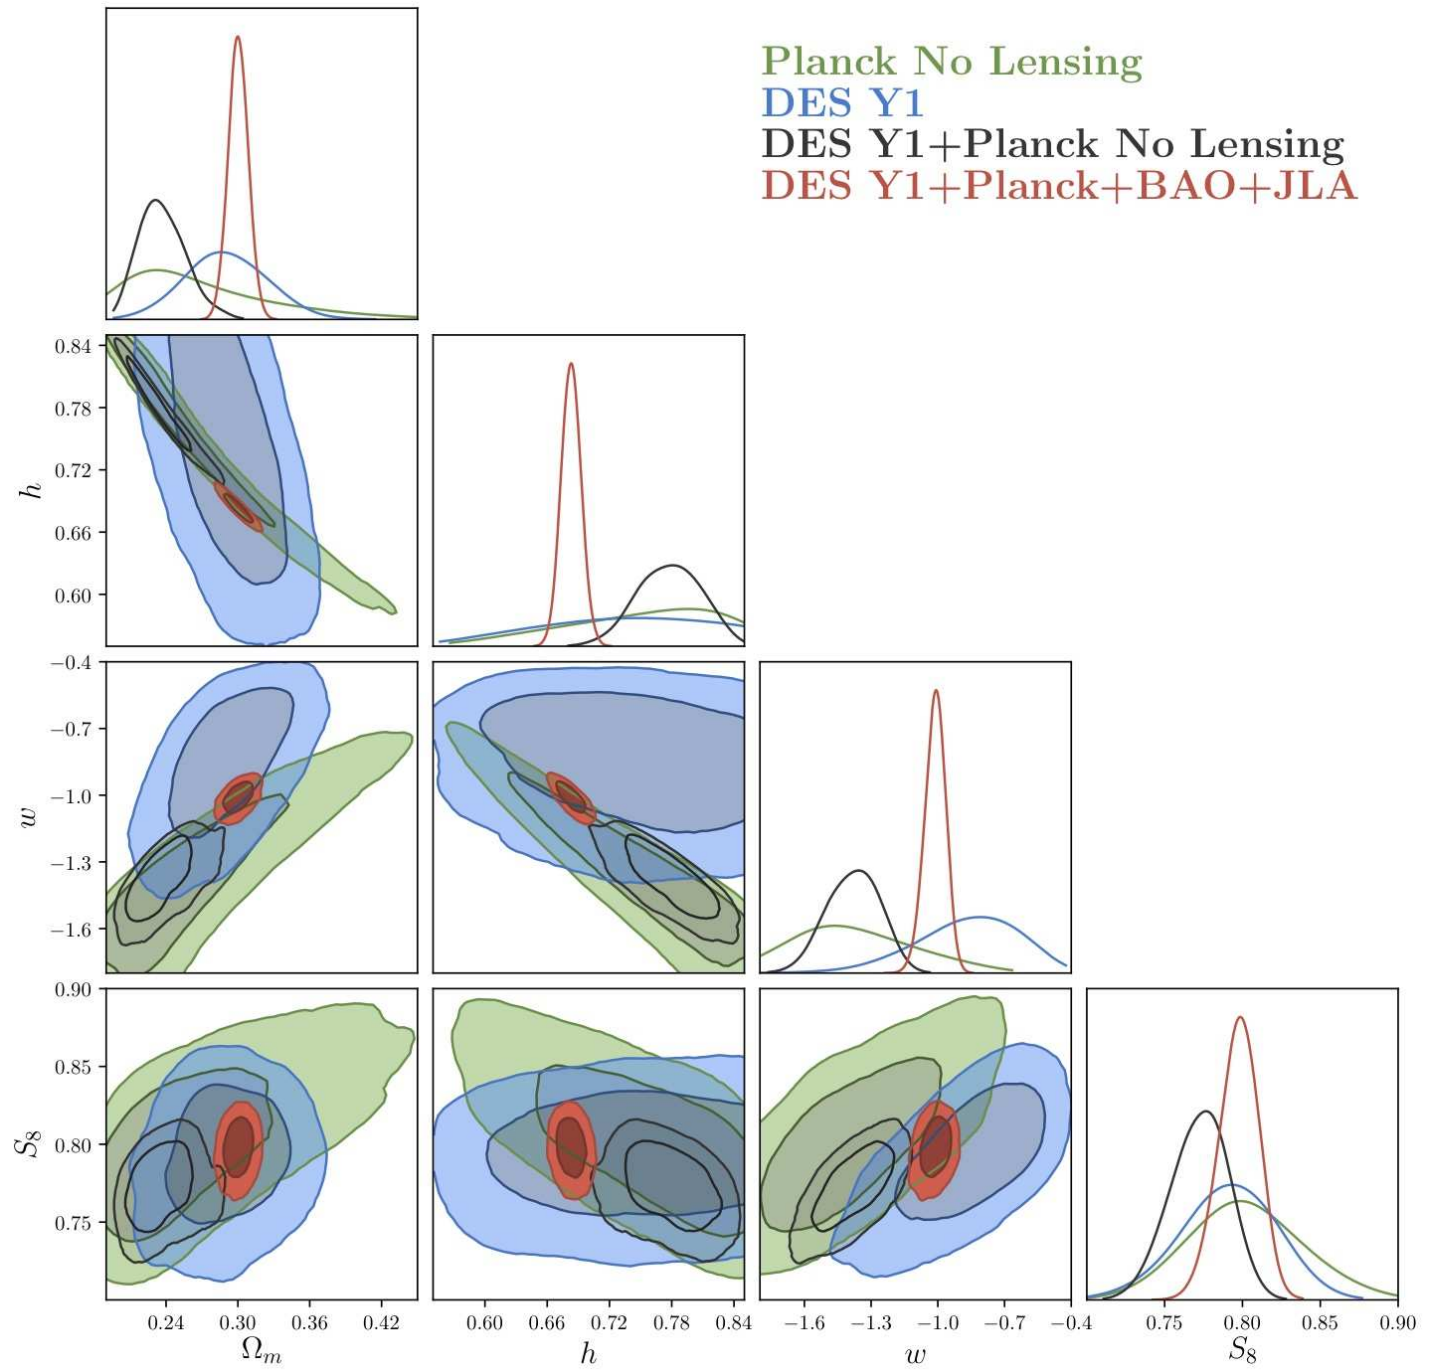 Planck No Lensing
DES Y1
DES Y1+Planck No Lensing
DES Y1+Planck+BAO+JLA
0.84
0.78
0.72
0.66
0.60
h
−0.4
−0.7
−1.0
−1.3
−1.6
w
0.90
0.85
0.80
0.75
S₈
0.24 0.30 0.36 0.42
Ωₘ
0.60 0.66 0.72 0.78 0.84
h
−1.6 −1.3 −1.0 −0.7 −0.4
w
0.75 0.80 0.85 0.90
S₈